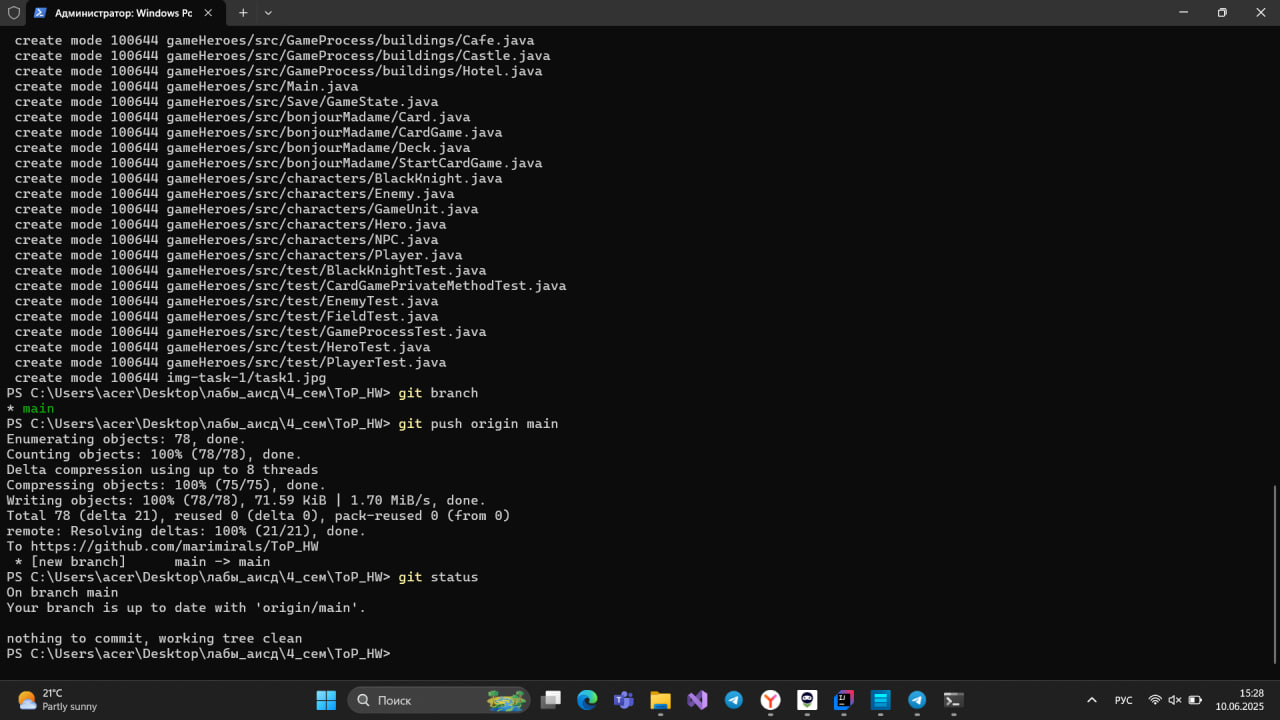 Администратор: Windows Po
create mode 100644 gameHeroes/src/GameProcess/buildings/Cafe.java
create mode 100644 gameHeroes/src/GameProcess/buildings/Castle.java
create mode 100644 gameHeroes/src/GameProcess/buildings/Hotel.java
create mode 100644 gameHeroes/src/Main.java
create mode 100644 gameHeroes/src/Save/GameState.java
create mode 100644 gameHeroes/src/bonjourMadame/Card.java
create mode 100644 gameHeroes/src/bonjourMadame/CardGame.java
create mode 100644 gameHeroes/src/bonjourMadame/Deck.java
create mode 100644 gameHeroes/src/bonjourMadame/StartCardGame.java
create mode 100644 gameHeroes/src/characters/BlackKnight.java
create mode 100644 gameHeroes/src/characters/Enemy.java
create mode 100644 gameHeroes/src/characters/GameUnit.java
create mode 100644 gameHeroes/src/characters/Hero.java
create mode 100644 gameHeroes/src/characters/NPC.java
create mode 100644 gameHeroes/src/characters/Player.java
create mode 100644 gameHeroes/src/test/BlackKnightTest.java
create mode 100644 gameHeroes/src/test/CardGamePrivateMethodTest.java
create mode 100644 gameHeroes/src/test/EnemyTest.java
create mode 100644 gameHeroes/src/test/FieldTest.java
create mode 100644 gameHeroes/src/test/GameProcessTest.java
create mode 100644 gameHeroes/src/test/HeroTest.java
create mode 100644 gameHeroes/src/test/PlayerTest.java
create mode 100644 img-task-1/task1.jpg
PS C:\Users\acer\Desktop\лабы_аисд\4_сем\ToP_HW> git branch
* main
PS C:\Users\acer\Desktop\лабы_аисд\4_сем\ToP_HW> git push origin main
Enumerating objects: 78, done.
Counting objects: 100% (78/78), done.
Delta compression using up to 8 threads
Compressing objects: 100% (75/75), done.
Writing objects: 100% (78/78), 71.59 KiB | 1.70 MiB/s, done.
Total 78 (delta 21), reused 0 (delta 0), pack-reused 0 (from 0)
remote: Resolving deltas: 100% (21/21), done.
To https://github.com/marimirals/ToP_HW
* [new branch]      main -> main
PS C:\Users\acer\Desktop\лабы_аисд\4_сем\ToP_HW> git status
On branch main
Your branch is up to date with 'origin/main'.
nothing to commit, working tree clean
PS C:\Users\acer\Desktop\лабы_аисд\4_сем\ToP_HW>
21°C
Partly sunny
Поиск
РУС
15:28
10.06.2025